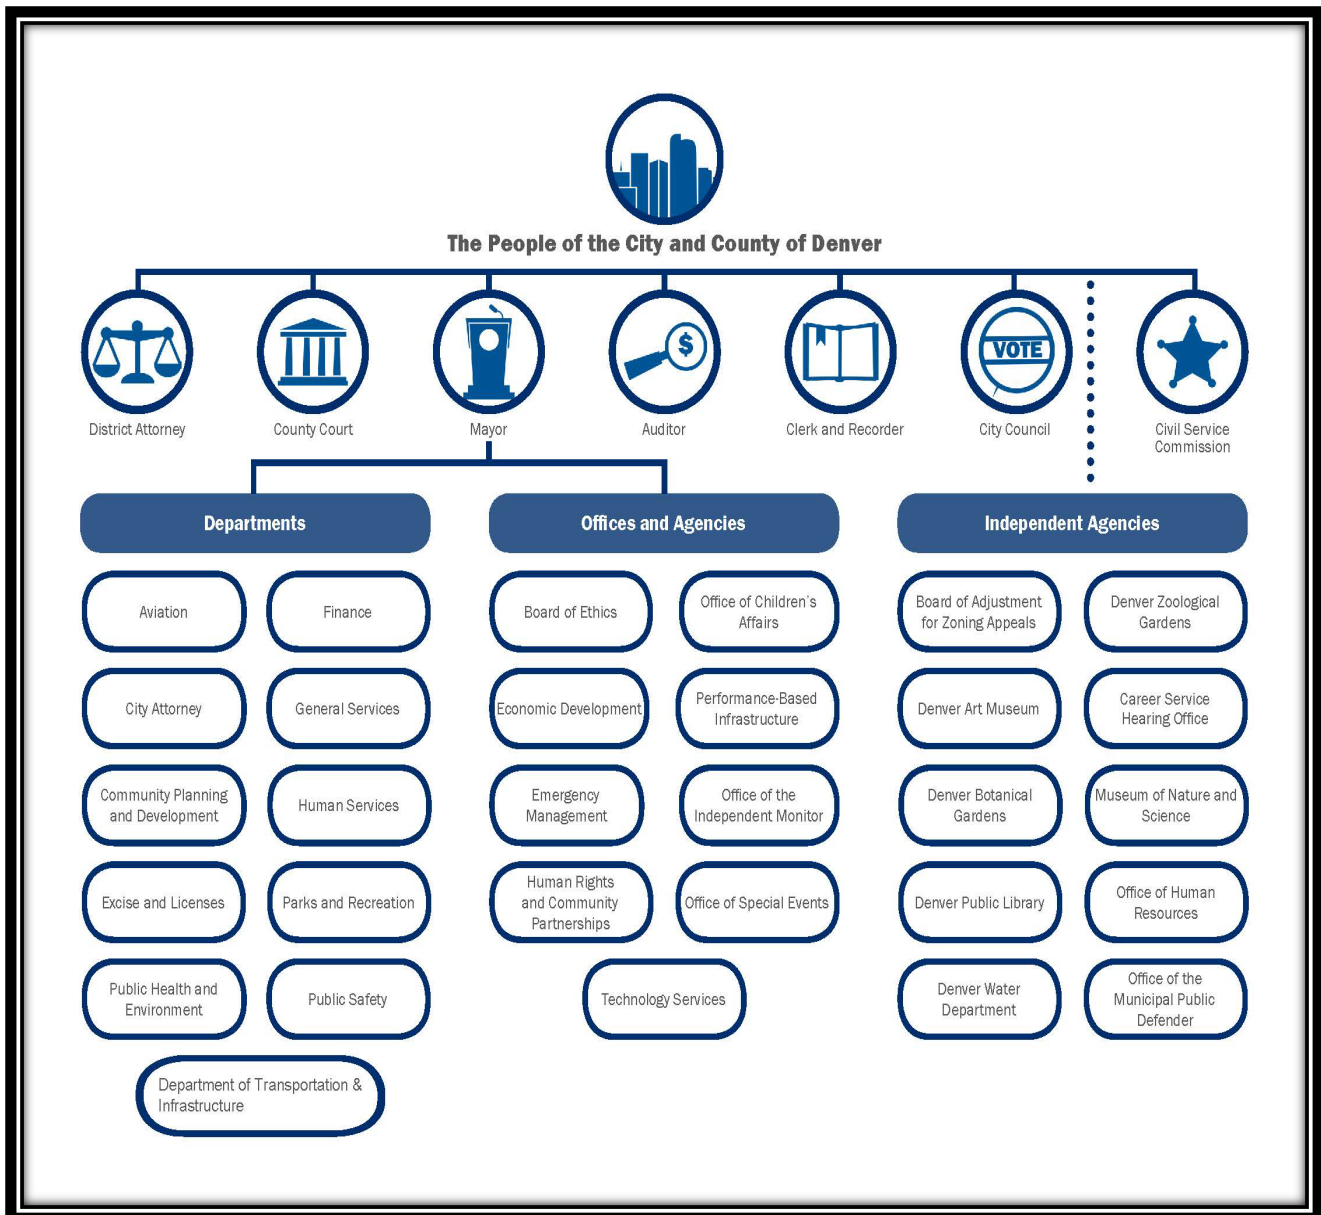 The People of the City and County of Denver
District Attorney
County Court
Mayor
Auditor
Clerk and Recorder
VOTE
City Council
$
Civil Service
Commission
Departments
Aviation
Finance
City Attorney
General Services
Community Planning
and Development
Human Services
Excise and Licenses
Parks and Recreation
Public Health and
Environment
Public Safety
Department of Transportation &
Infrastructure
Offices and Agencies
Board of Ethics
Office of Children's
Affairs
Economic Development
Performance-Based
Infrastructure
Emergency
Management
Office of the
Independent Monitor
Human Rights
and Community
Partnerships
Office of Special Events
Technology Services
Independent Agencies
Board of Adjustment
for Zoning Appeals
Denver Zoological
Gardens
Denver Art Museum
Career Service
Hearing Office
Denver Botanical
Gardens
Museum of Nature and
Science
Denver Public Library
Office of Human
Resources
Denver Water
Department
Office of the
Municipal Public
Defender